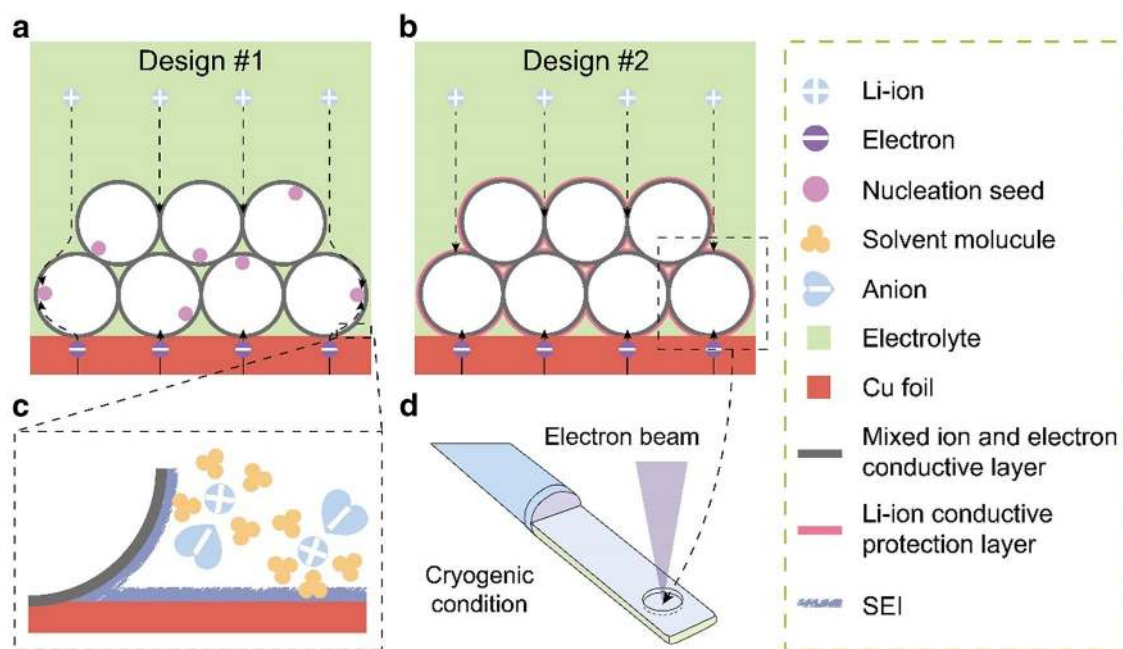 a
Design #1
b
Design #2
c
d
Electron beam
Cryogenic
condition
Li-ion
Electron
Nucleation seed
Solvent molucule
Anion
Electrolyte
Cu foil
Mixed ion and electron
conductive layer
Li-ion conductive
protection layer
SEI